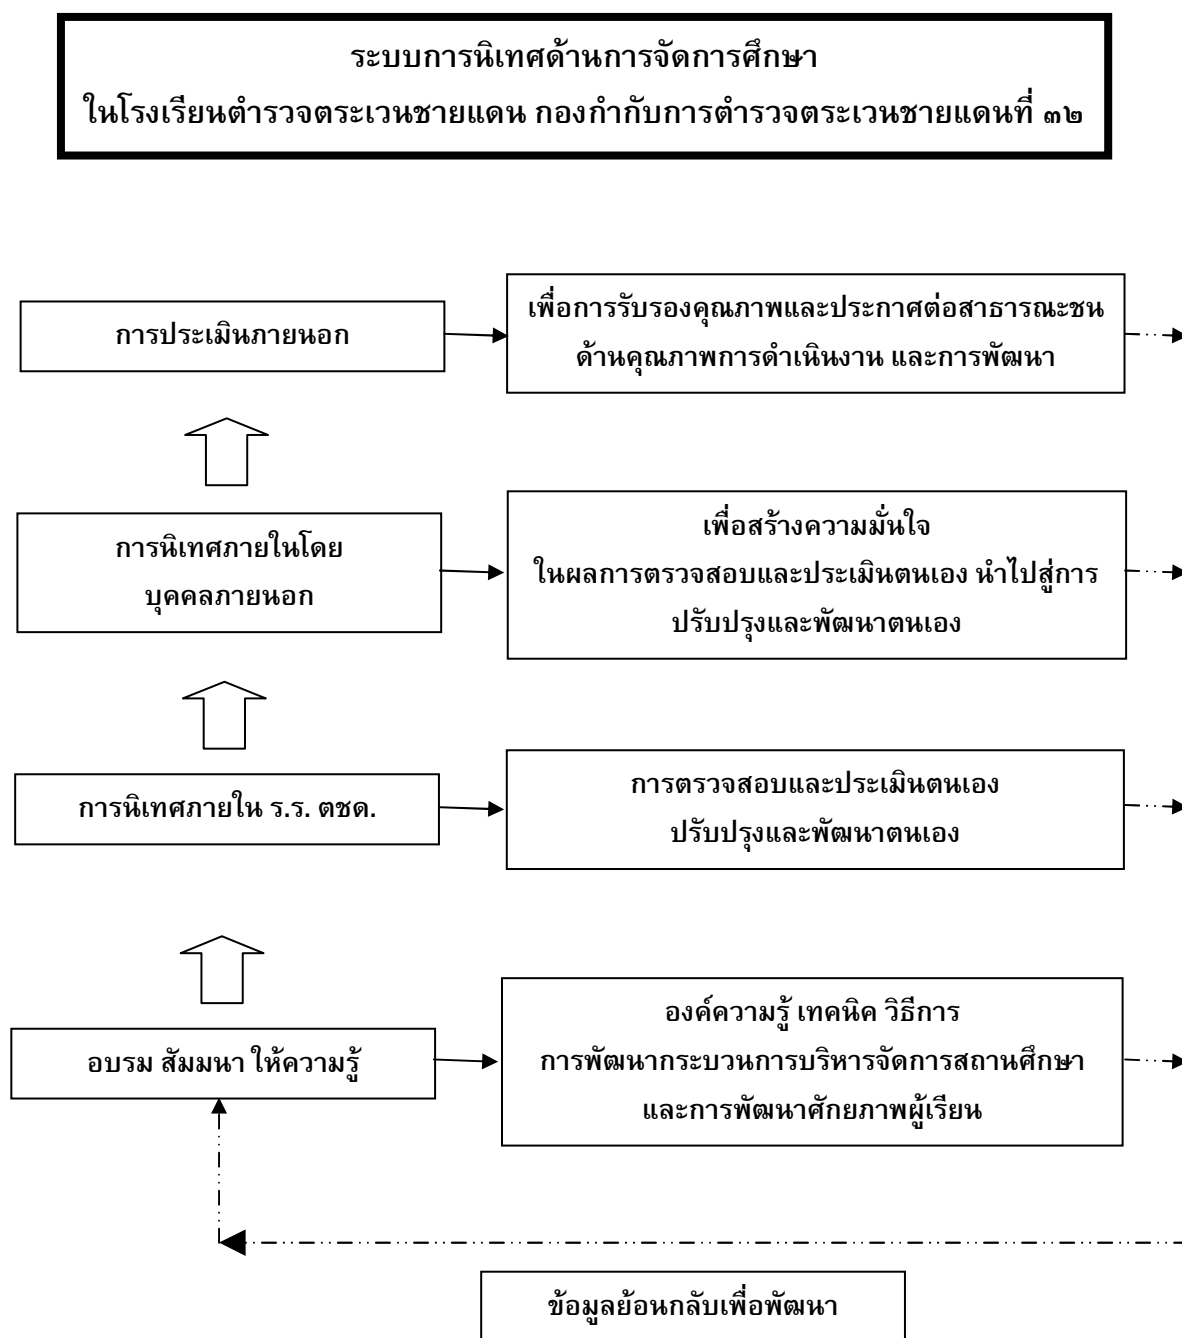 ระบบการนิเทศด้านการจัดการศึกษา
ในโรงเรียนตำรวจตระเวนชายแดน กองกำกับการตำรวจตระเวนชายแดนที่ ๓๒
การประเมินภายนอก
เพื่อการรับรองคุณภาพและประกาศต่อสาธารณะชน
ด้านคุณภาพการดำเนินงาน และการพัฒนา
การนิเทศภายในโดย
บุคคลภายนอก
เพื่อสร้างความมั่นใจ
ในผลการตรวจสอบและประเมินตนเอง นำไปสู่การ
ปรับปรุงและพัฒนาตนเอง
การนิเทศภายใน ร.ร. ตชด.
การตรวจสอบและประเมินตนเอง
ปรับปรุงและพัฒนาตนเอง
อบรม สัมมนา ให้ความรู้
องค์ความรู้ เทคนิค วิธีการ
การพัฒนากระบวนการบริหารจัดการสถานศึกษา
และการพัฒนาศักยภาพผู้เรียน
ข้อมูลย้อนกลับเพื่อพัฒนา